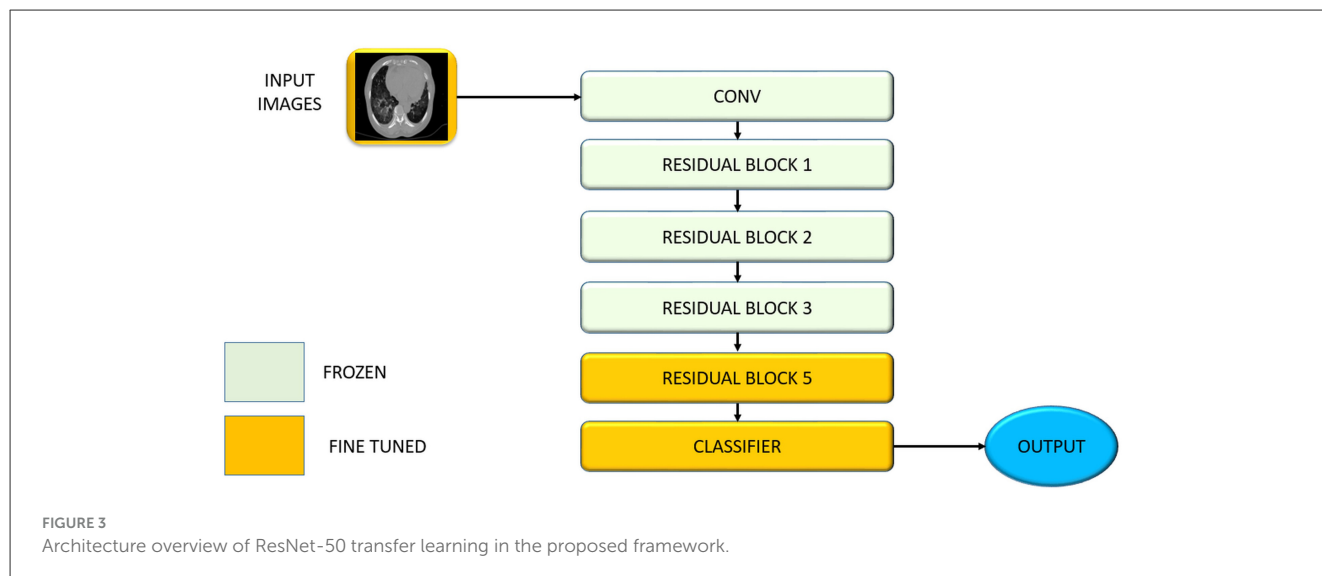 INPUT
IMAGES
CONV
RESIDUAL BLOCK 1
RESIDUAL BLOCK 2
RESIDUAL BLOCK 3
RESIDUAL BLOCK 5
CLASSIFIER
OUTPUT
FROZEN
FINE TUNED
FIGURE 3
Architecture overview of ResNet-50 transfer learning in the proposed framework.